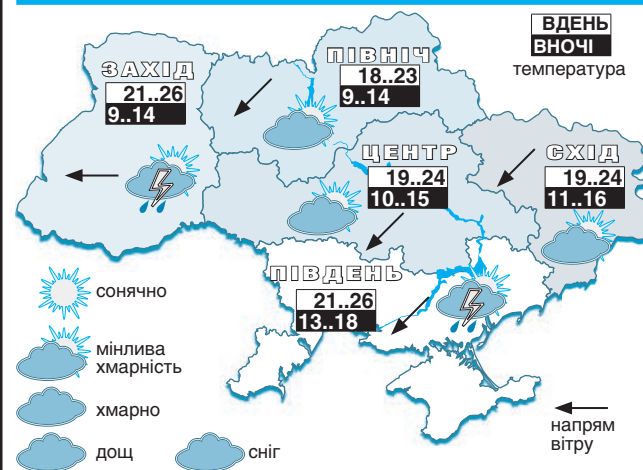 ВДЕНЬ
ВНОЧІ
температура
ЗАХІД
21..26
9..14
ПІВНІЧ
18..23
9..14
ЦЕНТР
19..24
10..15
СХІД
19..24
11..16
ПІВДЕНЬ
21..26
13..18
сонячно
мінлива
хмарність
хмарно
дощ
сніг
напрям
вітру